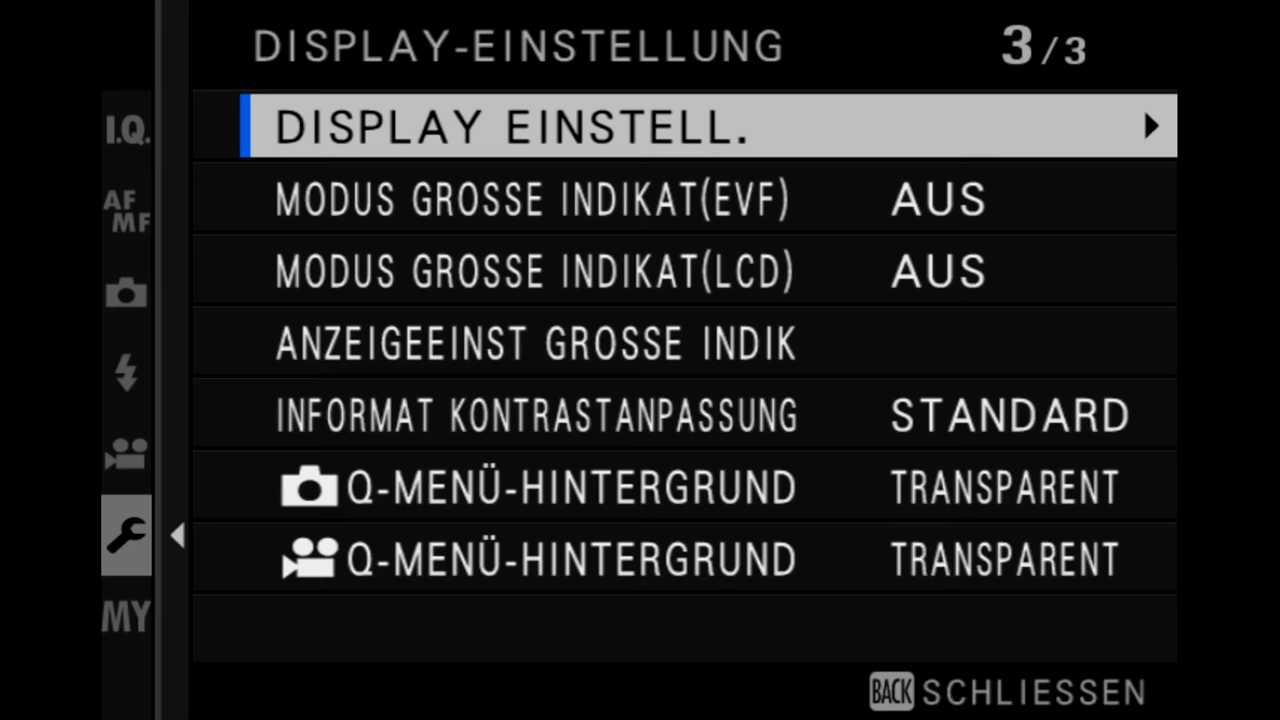 DISPLAY-EINSTELLUNG 3/3
I.Q.
AF
MF
MY
DISPLAY EINSTELL.
MODUS GROSSE INDIKAT(EVF) AUS
MODUS GROSSE INDIKAT(LCD) AUS
ANZEIGEEINST GROSSE INDIK
INFORMAT KONTRASTANPASSUNG STANDARD
Q-MENÜ-HINTERGRUND TRANSPARENT
Q-MENÜ-HINTERGRUND TRANSPARENT
BACK SCHLIESSEN